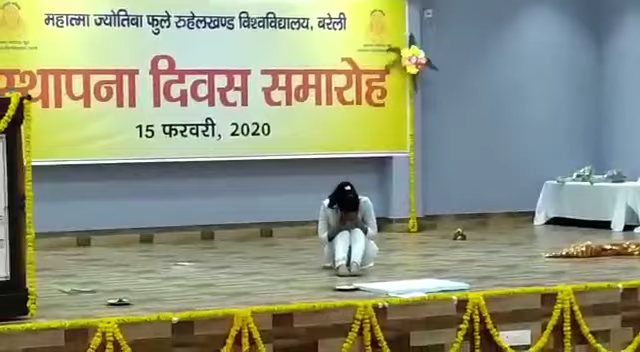 महात्मा ज्योतिबा फुले रुहेलखण्ड विश्वविद्यालय, बरेली
स्थापना दिवस समारोह
15 फरवरी, 2020